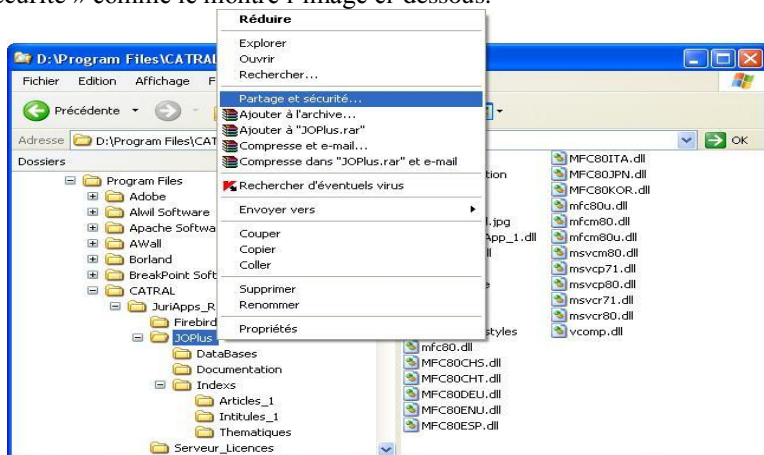 écurité » comme le montre l'image ci-dessous.
Réduire
Explorer
Ouvrir
Rechercher...
Partage et sécurité...
Ajouter à l'archive...
Ajouter à "JOPlus.rar"
Compresse et e-mail...
Compresse dans "JOPlus.rar" et e-mail
Rechercher d'éventuels virus
Envoyer vers
Couper
Copier
Coller
Supprimer
Renommer
Propriétés
D:\Program Files\CATRAL
Fichier Edition Affichage F
Précédente
Adresse D:\Program Files\CAT
OK
Dossiers
Program Files
Adobe
Alwil Software
Apache Softwa
AWall
Borland
BreakPoint Soft
CATRAL
JuriApps_R
Firebird
JOPlus
DataBases
Documentation
Indexs
Articles_1
Intitules_1
Thematiques
Serveur_Licences
tion
l.jpg
App_1.dll
ll
e
styles
mfc80.dll
MFC80CHS.dll
MFC80CHT.dll
MFC80DEU.dll
MFC80ENU.dll
MFC80ESP.dll
MFC80ITA.dll
MFC80JPN.dll
MFC80KOR.dll
mfc80u.dll
mfcm80.dll
mfcm80u.dll
msvcm80.dll
msvcp71.dll
msvcp80.dll
msvcr71.dll
msvcr80.dll
vcomp.dll